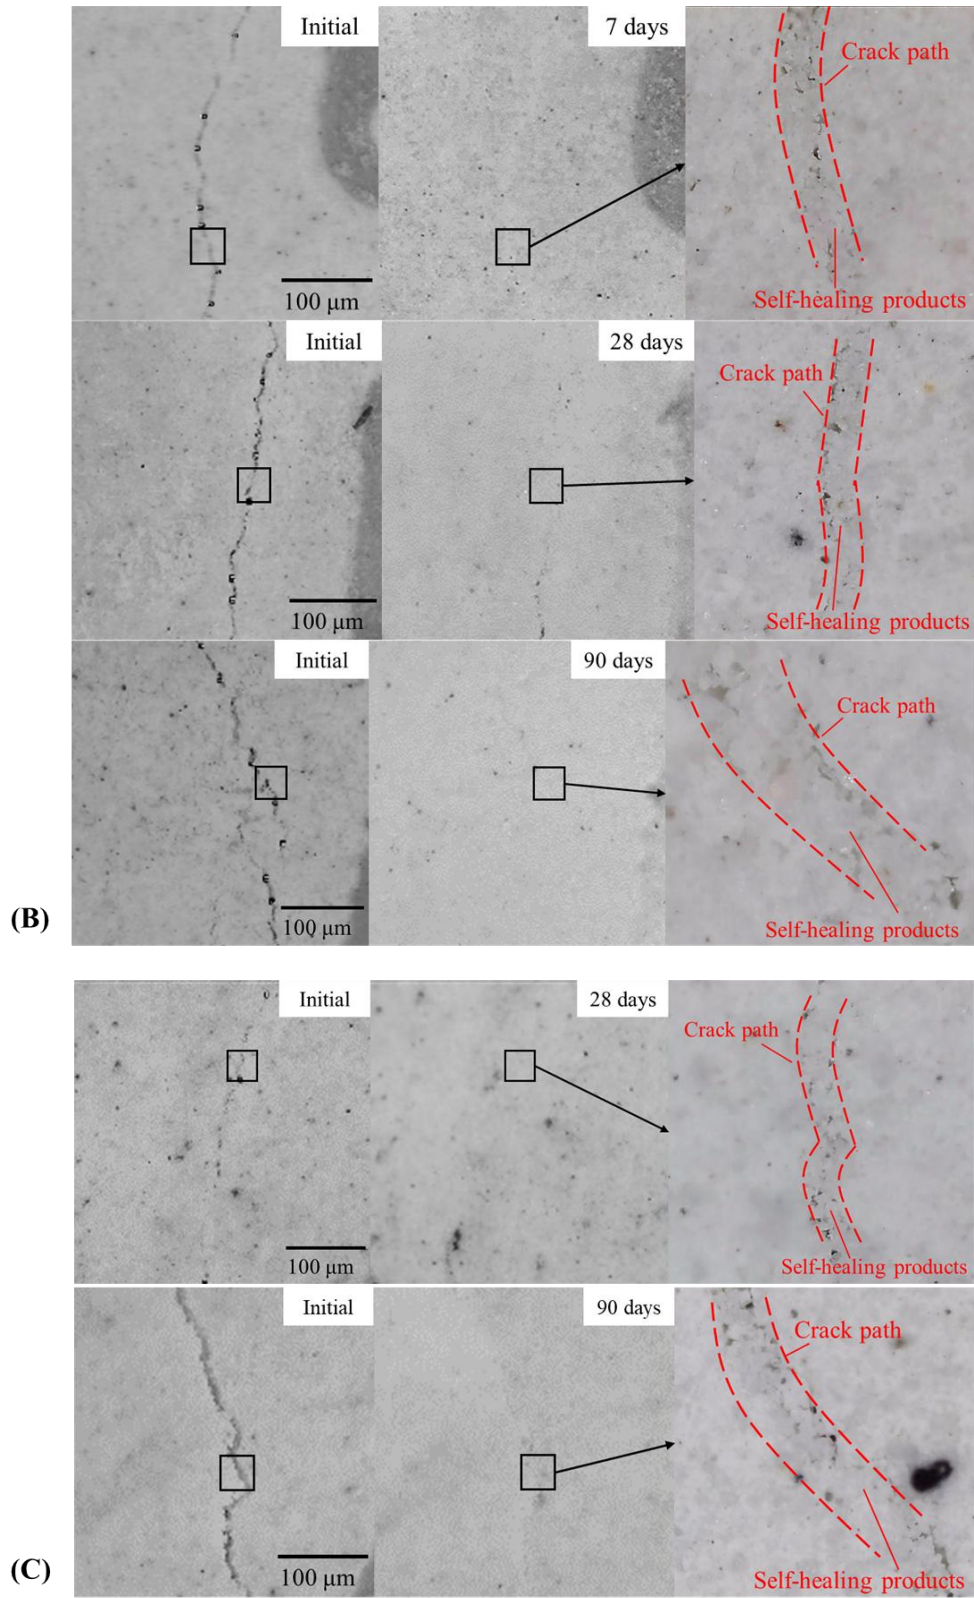 Initial
7 days
Crack path
100 μm
Self-healing products
Initial
28 days
Crack path
100 μm
Self-healing products
Initial
90 days
Crack path
100 μm
Self-healing products
(B)
Initial
28 days
Crack path
100 μm
Self-healing products
Initial
90 days
Crack path
100 μm
Self-healing products
(C)